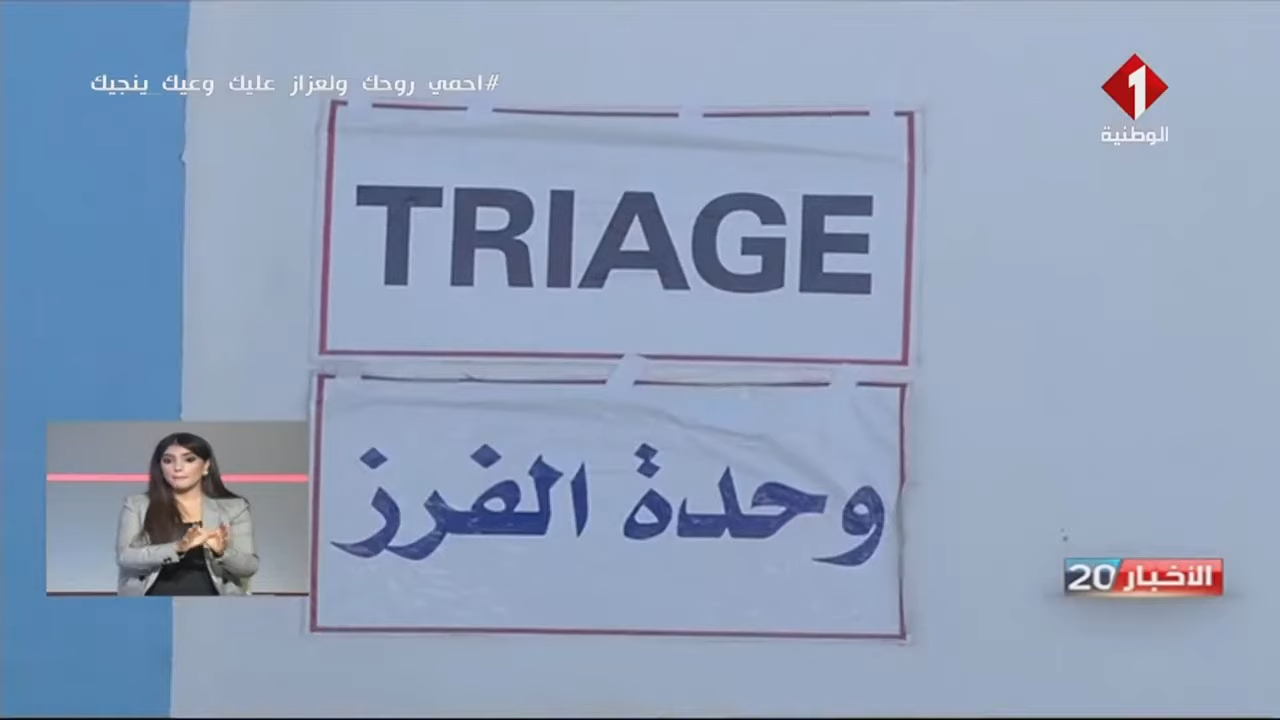 #احمي روحك ولعزاز عليك وعيك ينجيك
1
الوطنية
TRIAGE
وحدة الفرز
الأخبار 20